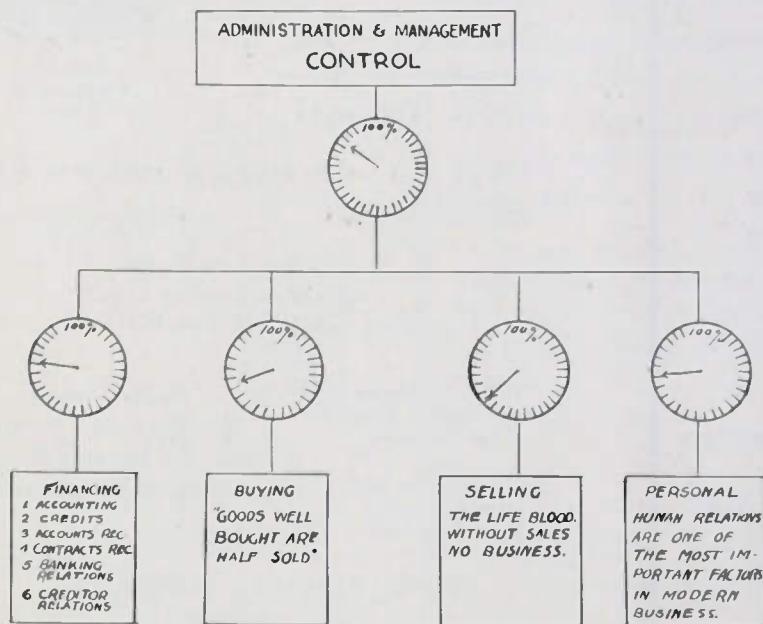 ADMINISTRATION & MANAGEMENT
CONTROL
100%
100%
100%
100%
100%
FINANCING
1 ACCOUNTING
2 CREDITS
3 ACCOUNTS REC
4 CONTRACTS REC
5 BANKING
RELATIONS
6 CREDITOR
RELATIONS
BUYING
"GOODS WELL
BOUGHT ARE
HALF SOLD"
SELLING
THE LIFE BLOOD.
WITHOUT SALES
NO BUSINESS.
PERSONAL
HUMAN RELATIONS
ARE ONE OF
THE MOST IM-
PORTANT FACTORS
IN MODERN
BUSINESS.